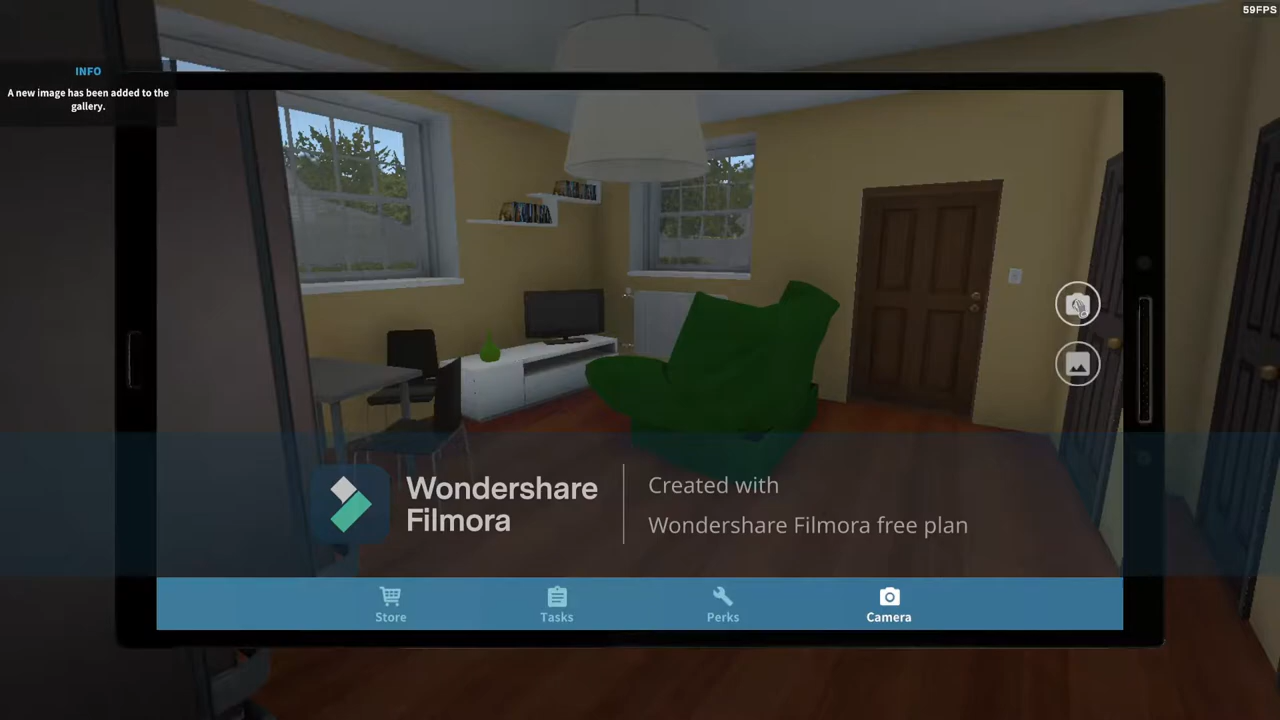 59FPS
INFO
A new image has been added to the
gallery.
Wondershare
Filmora
Created with
Wondershare Filmora free plan
Store
Tasks
Perks
Camera